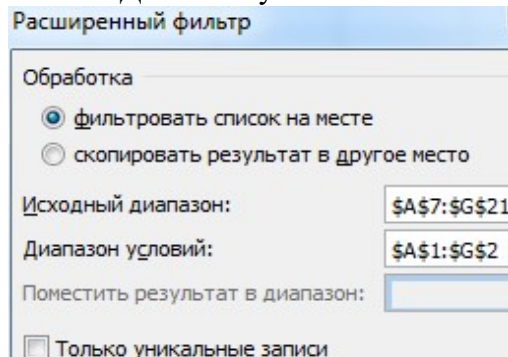 Расширенный фильтр
Обработка
фильтровать список на месте
скопировать результат в другое место
Исходный диапазон: $A$7:$G$21
Диапазон условий: $A$1:$G$2
Поместить результат в диапазон:
Только уникальные записи